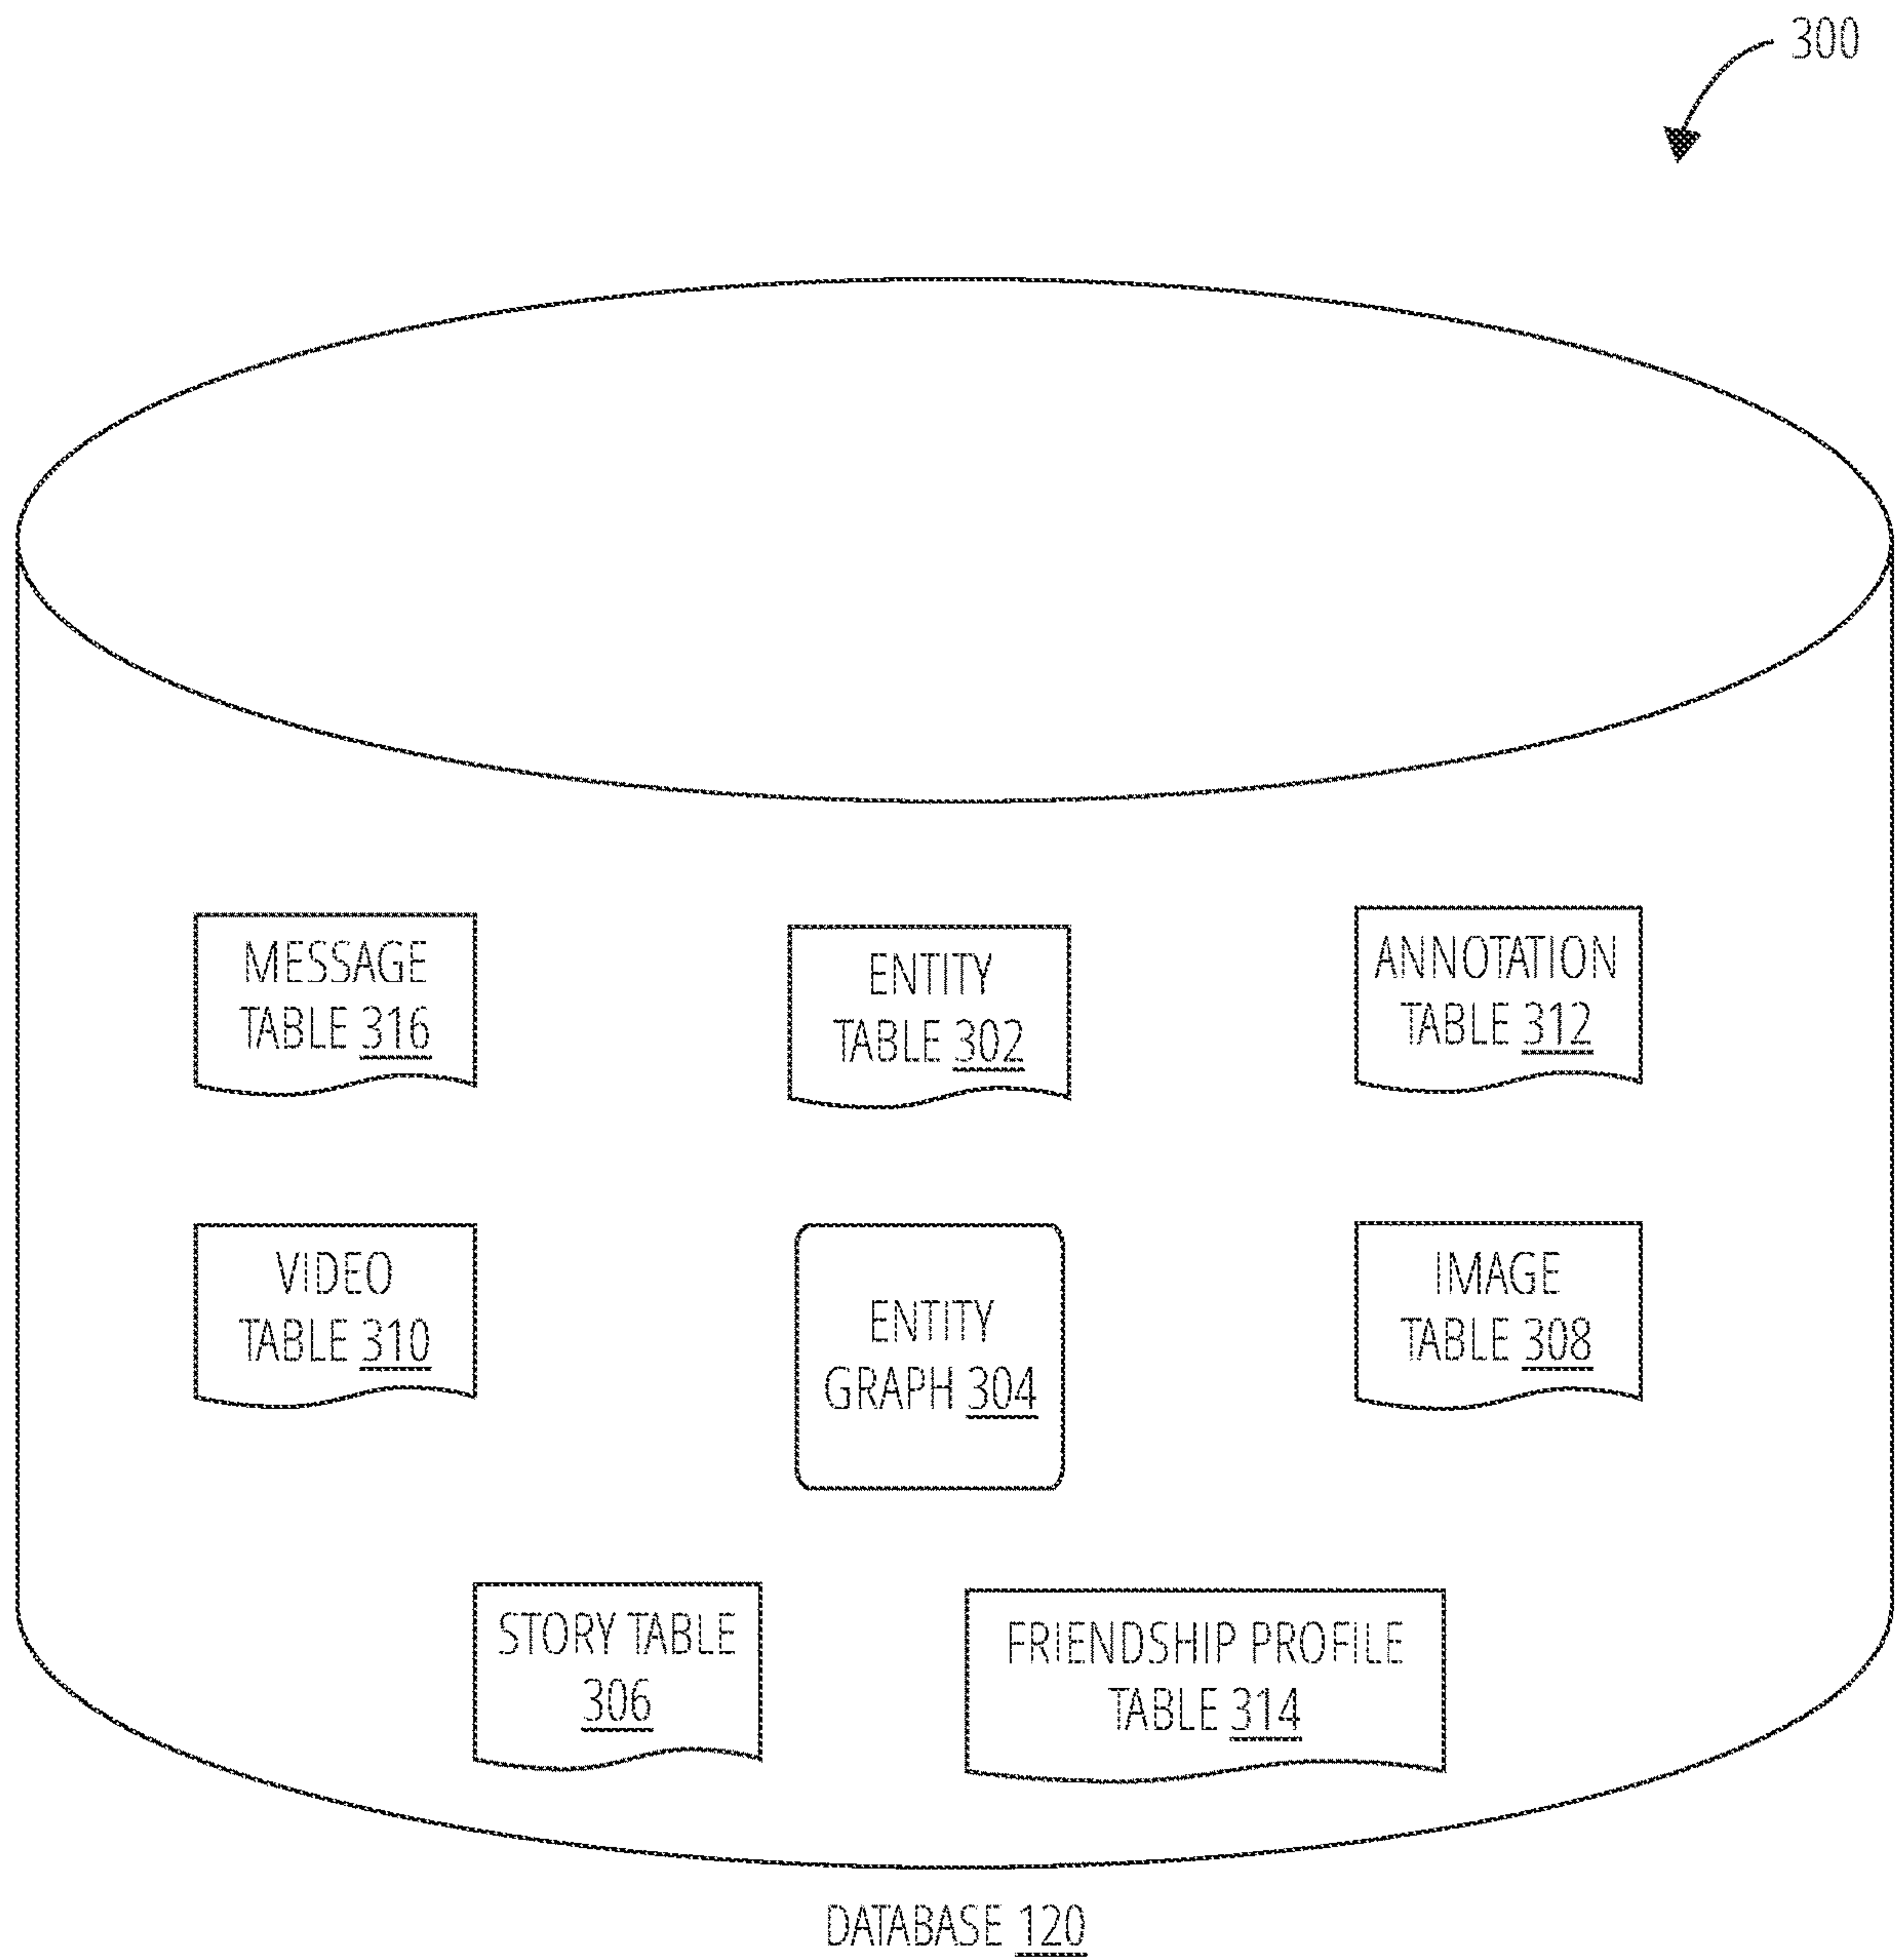 300
MESSAGE
TABLE 316
ENTITY
TABLE 302
ANNOTATION
TABLE 312
VIDEO
TABLE 310
ENTITY
GRAPH 304
IMAGE
TABLE 308
STORY TABLE
306
FRIENDSHIP PROFILE
TABLE 314
DATABASE 120